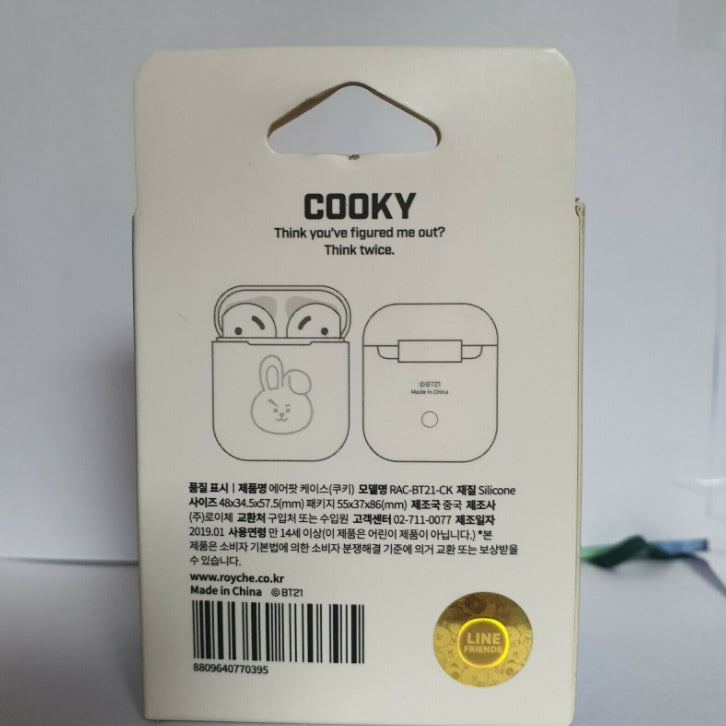 COOKY
Think you've figured me out?
Think twice.
©BT21
Made in China
품질 표시 | 제품명 에어팟 케이스(쿠키) 모델명 RAC-BT21-CK 재질 Silicone
사이즈 48x34.5x57.5(mm) 패키지 55x37x86(mm) 제조국 중국 제조사
(주)로이체 교환처 구입처 또는 수입원 고객센터 02-711-0077 제조일자
2019.01 사용연령 만 14세 이상(이 제품은 어린이 제품이 아닙니다.) *본
제품은 소비자 기본법에 의한 소비자 분쟁해결 기준에 의거 교환 또는 보상받을
수 있습니다.
www.royche.co.kr
Made in China ©BT21
8809640770395
LINE
FRIENDS